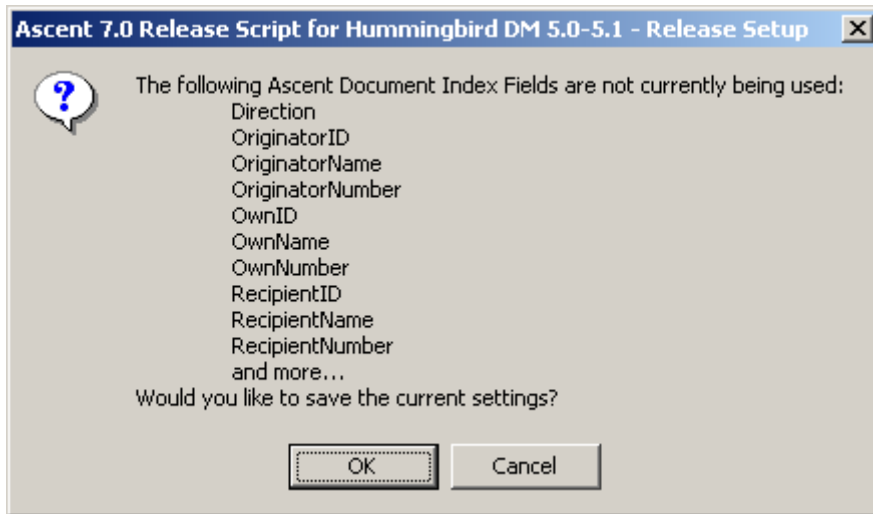 Ascent 7.0 Release Script for Hummingbird DM 5.0-5.1 - Release Setup
The following Ascent Document Index Fields are not currently being used:
Direction
OriginatorID
OriginatorName
OriginatorNumber
OwnID
OwnName
OwnNumber
RecipientID
RecipientName
RecipientNumber
and more...
Would you like to save the current settings?
OK
Cancel